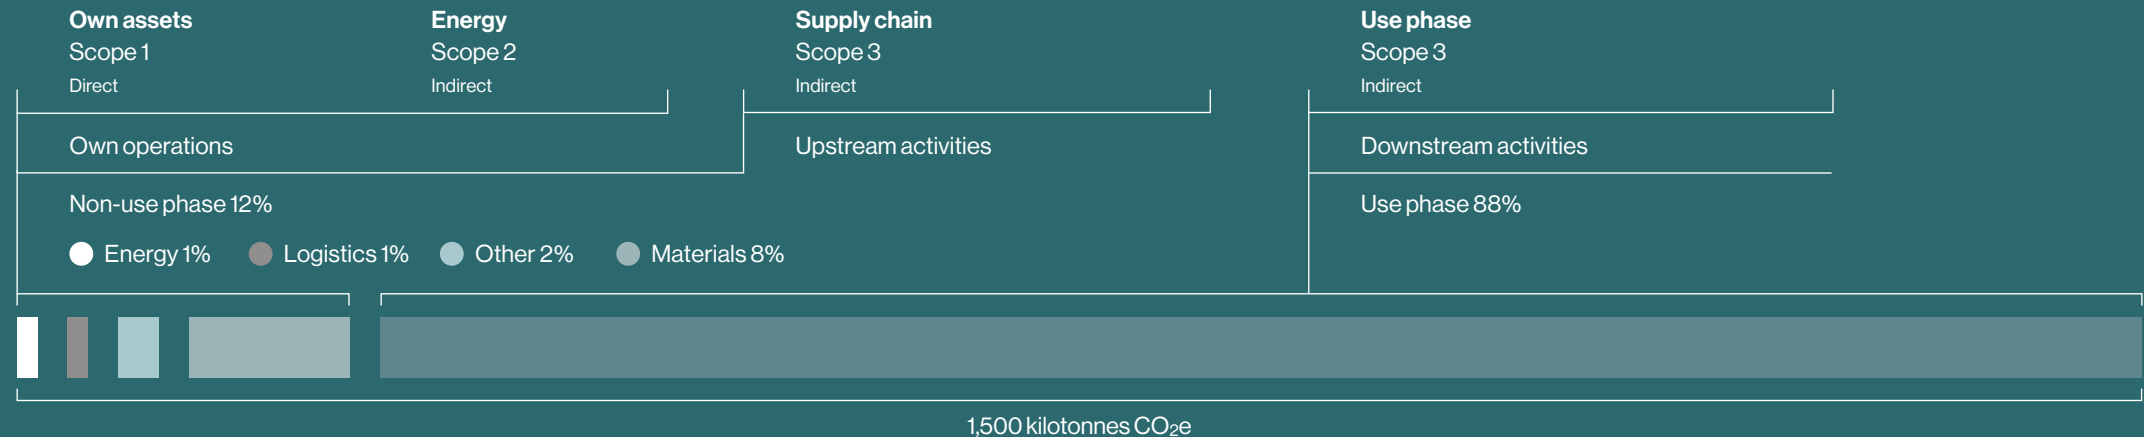 Own assets
Scope 1
Direct
Energy
Scope 2
Indirect
Supply chain
Scope 3
Indirect
Use phase
Scope 3
Indirect
Own operations
Upstream activities
Downstream activities
Non-use phase 12%
Use phase 88%
Energy 1%
Logistics 1%
Other 2%
Materials 8%
1,500 kilotonnes CO₂e